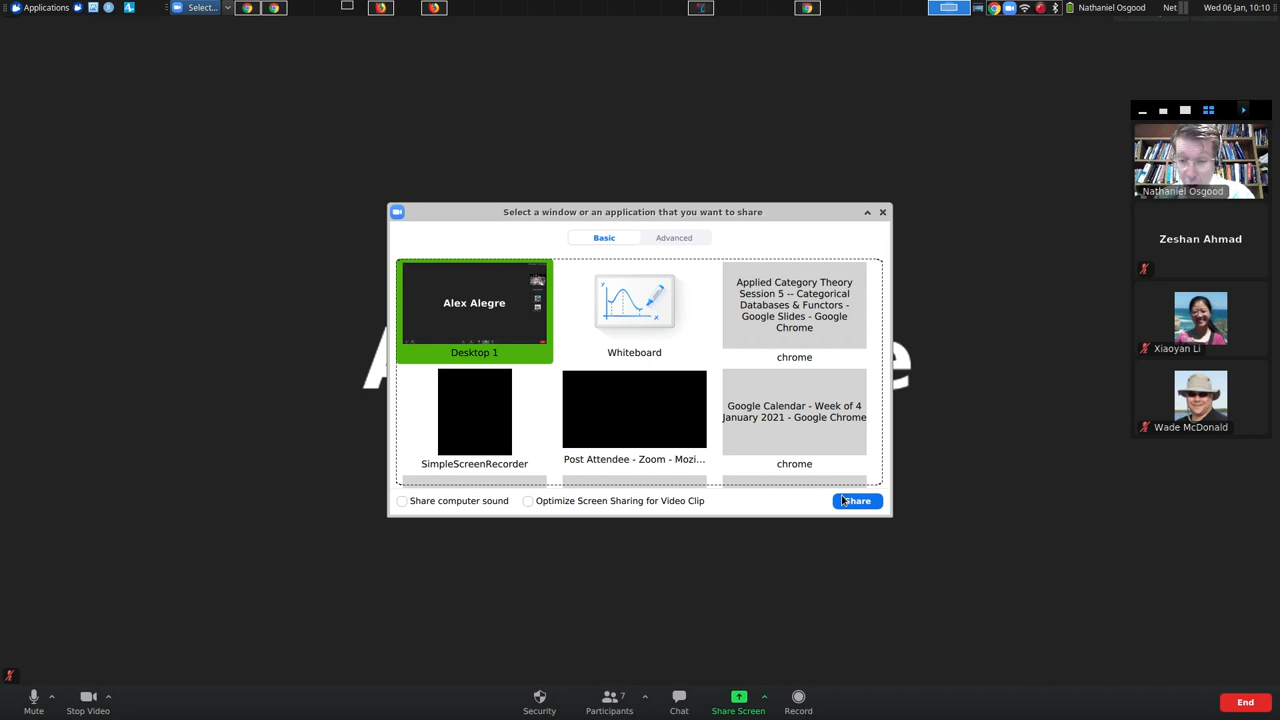 Applications
Select...
Nathaniel Osgood
Net
Wed 06 Jan, 10:10
Select a window or an application that you want to share
Basic
Advanced
Alex Alegre
Desktop 1
Whiteboard
Applied Category Theory
Session 5 -- Categorical
Databases & Functors -
Google Slides - Google
Chrome
chrome
SimpleScreenRecorder
Post Attendee - Zoom - Mozi...
Google Calendar - Week of 4
January 2021 - Google Chrome
chrome
Share computer sound
Optimize Screen Sharing for Video Clip
Share
Nathaniel Osgood
Zeshan Ahmad
Xiaoyan Li
Wade McDonald
Mute
Stop Video
Security
Participants
7
Chat
Share Screen
Record
End